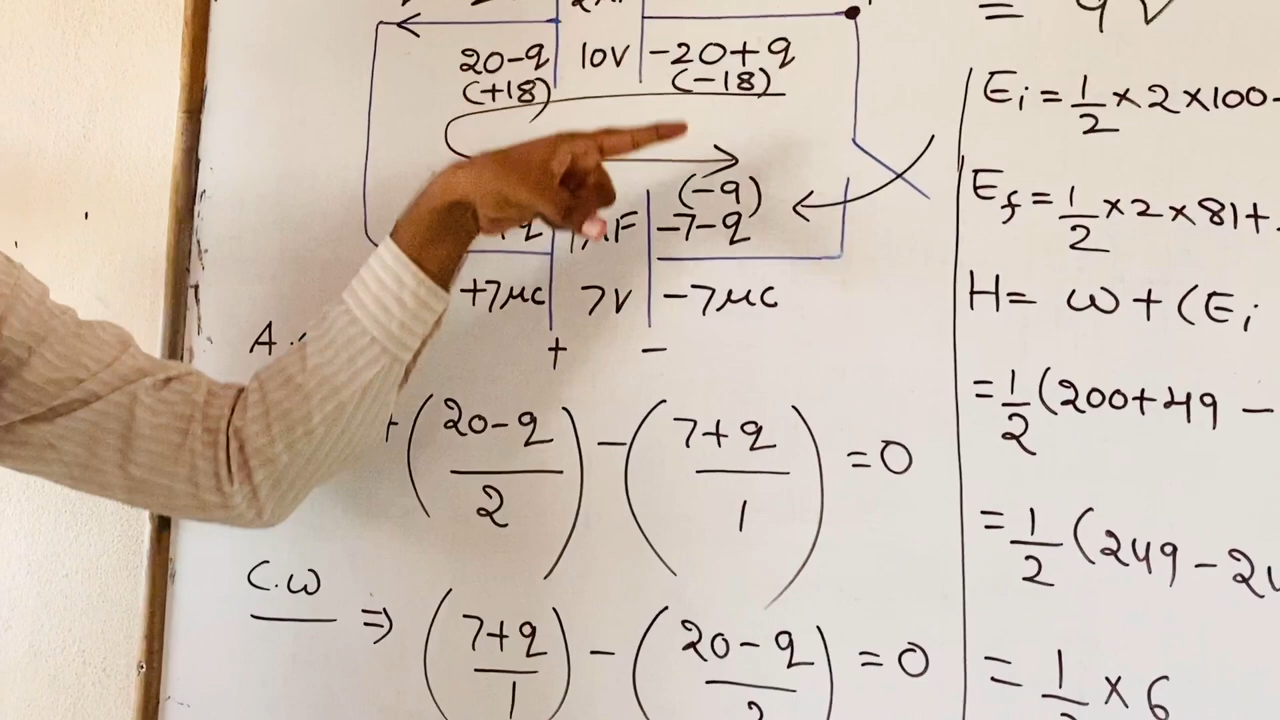 = 9V
20-q 10V -20+q
(+18) (-18)
(-9)
-7-q
+7μc 7V -7μc
+ -
(20-q / 2) - (7+q / 1) = 0
C.W ⇒ (7+q / 1) - (20-q / 2) = 0
Ei = 1/2 × 2 × 100
Ef = 1/2 × 2 × 81 +
H = W + (Ei
= 1/2 (200+49 -
= 1/2 (249 - 2
= 1/2 × 6